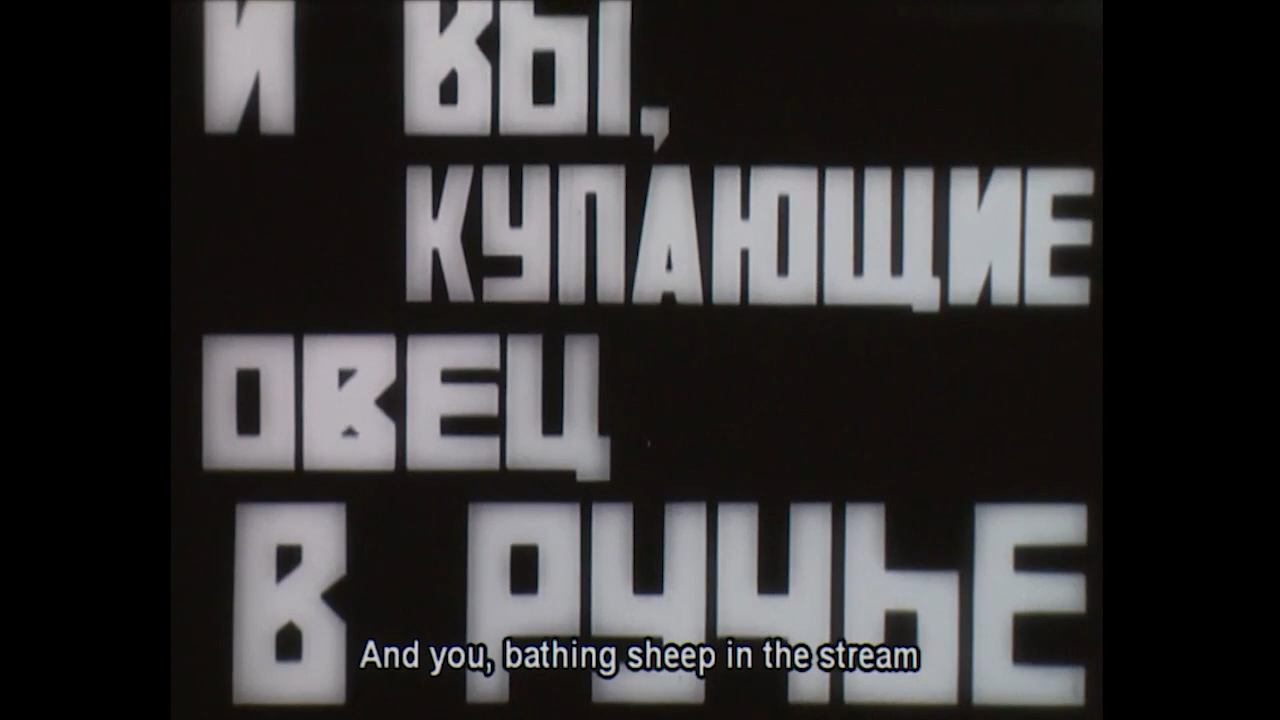 И ВЫ,
КУПАЮЩИЕ
ОВЕЦ
В РУЧЬЕ
And you, bathing sheep in the stream